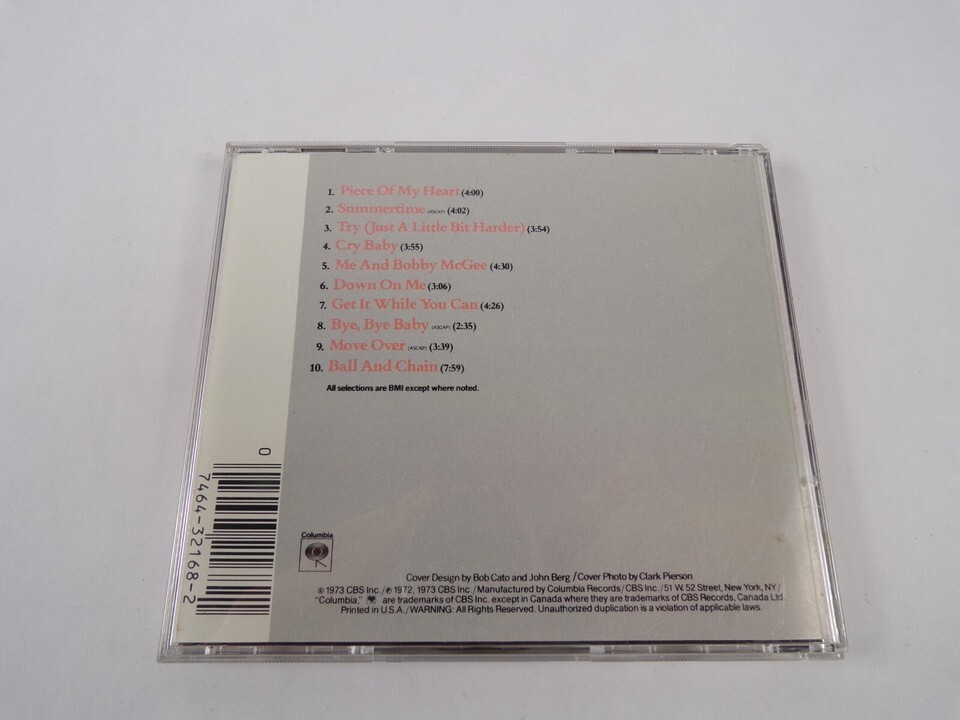 1. Piece Of My Heart (4:00)
2. Summertime (ASCAP) (4:02)
3. Try (Just A Little Bit Harder) (3:54)
4. Cry Baby (3:55)
5. Me And Bobby McGee (4:30)
6. Down On Me (3:06)
7. Get It While You Can (4:26)
8. Bye, Bye Baby (ASCAP) (2:35)
9. Move Over (ASCAP) (3:39)
10. Ball And Chain (7:59)
All selections are BMI except where noted.
0
7464-32168-2
Columbia
Cover Design by Bob Cato and John Berg / Cover Photo by Clark Pierson
© 1973 CBS Inc. / ℗ 1972, 1973 CBS Inc. / Manufactured by Columbia Records / CBS Inc. / 51 W. 52 Street, New York, NY /
"Columbia," are trademarks of CBS Inc. except in Canada where they are trademarks of CBS Records, Canada Ltd.
Printed in U.S.A. / WARNING: All Rights Reserved. Unauthorized duplication is a violation of applicable laws.